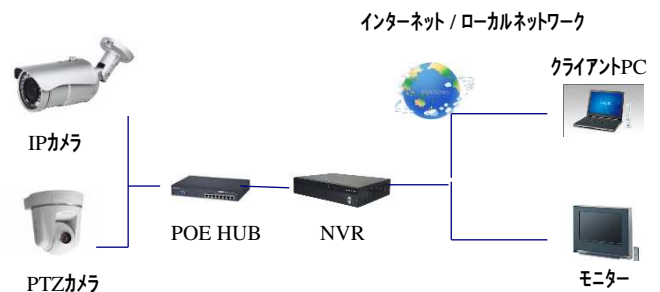 インターネット / ローカルネットワーク
クライアントPC
IPカメラ
POE HUB
NVR
PTZカメラ
モニター